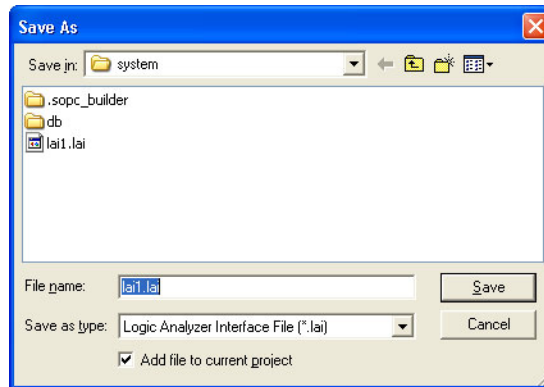 Save As
Save in: system
.sopc_builder
db
lai1.lai
File name: lai1.lai Save
Save as type: Logic Analyzer Interface File (*.lai) Cancel
Add file to current project